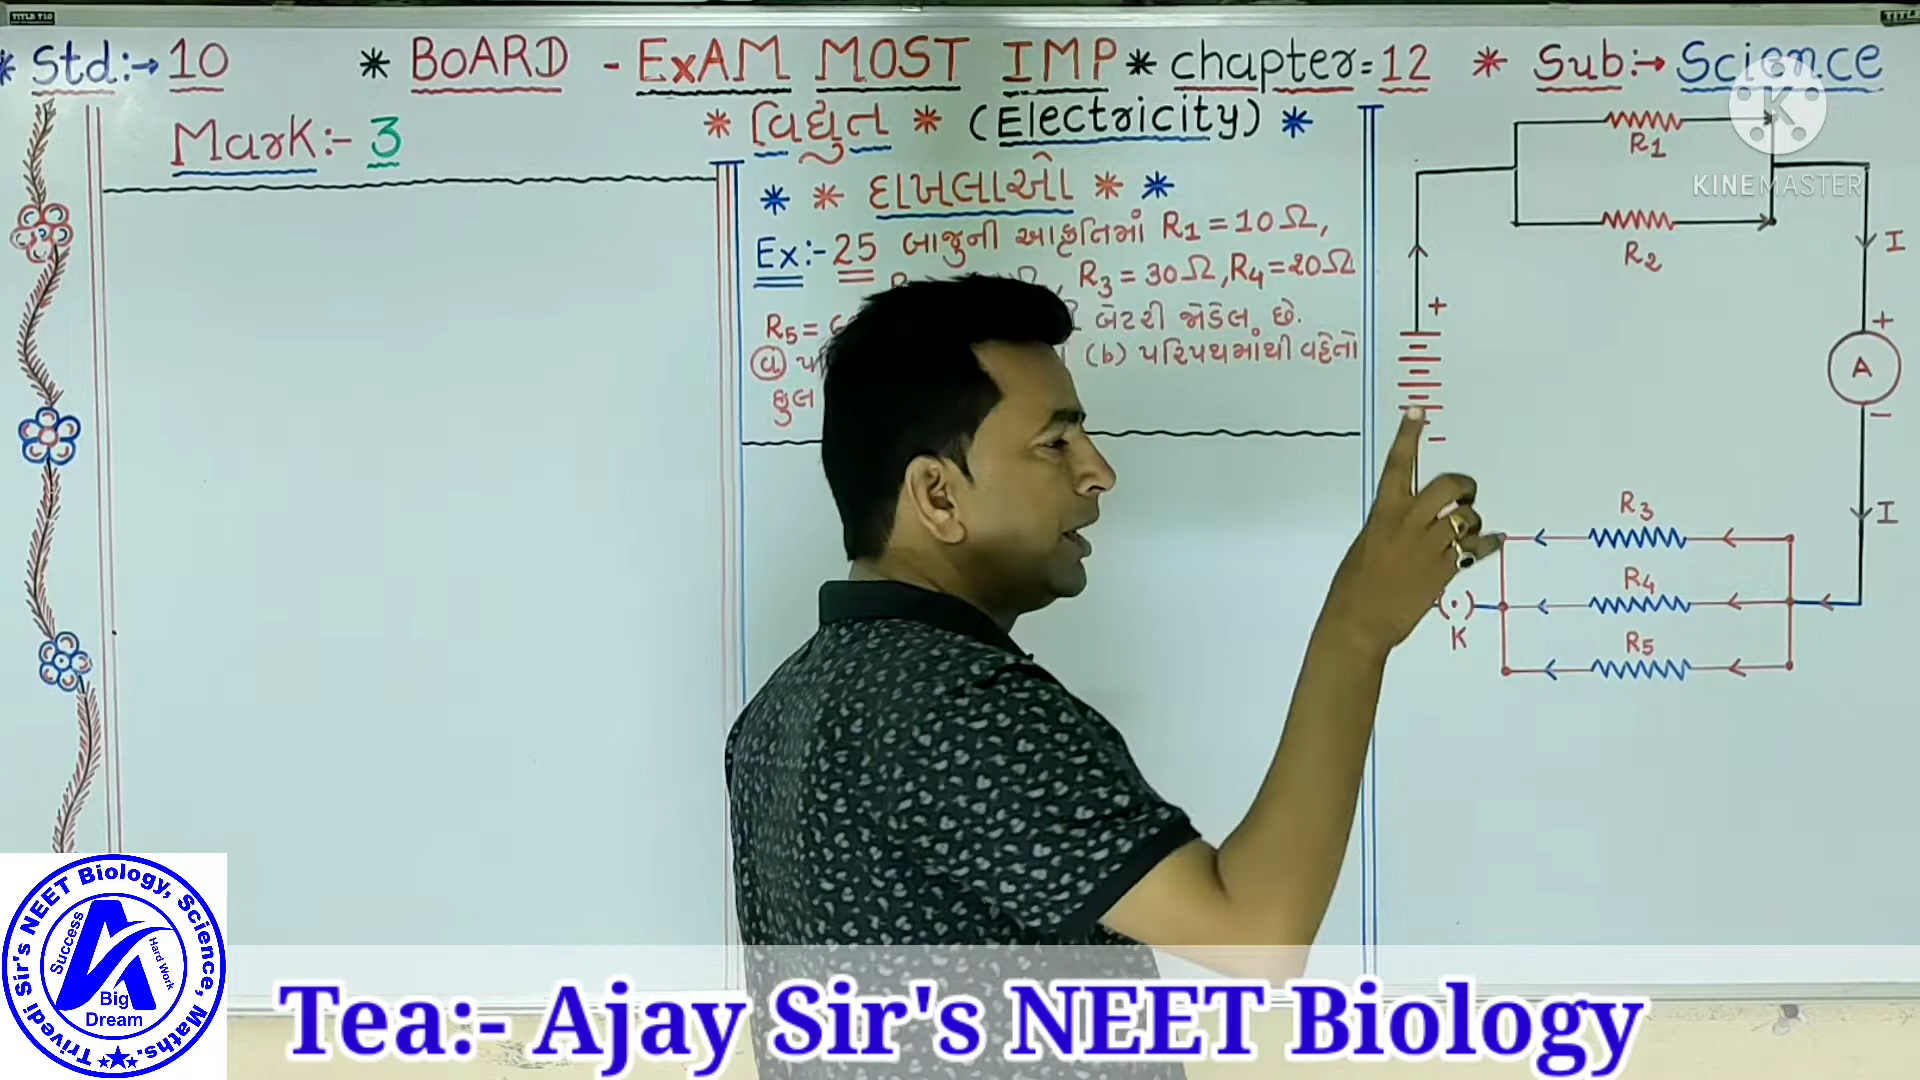 * Std:→ 10 * BoARD - ExAM MOST IMP * chapter = 12 * Sub:→ Science
Mark:- 3
* વિદ્યુત * (Electricity) *
* * દાખલાઓ * *
Ex:- 25 બાજુની આકૃતિમાં R1 = 10Ω,
R3 = 30Ω, R4 = 20Ω
R5 = બેટરી જોડેલ છે.
(b) પરિપથમાંથી વહેતો
કુલ
R1
R2
I
+
-
+
A
-
I
R3
R4
R5
K
KINEMASTER
Trivedi Sir's NEET Biology, Science, Maths.
Success
Hard Work
Big
Dream
Tea:- Ajay Sir's NEET Biology